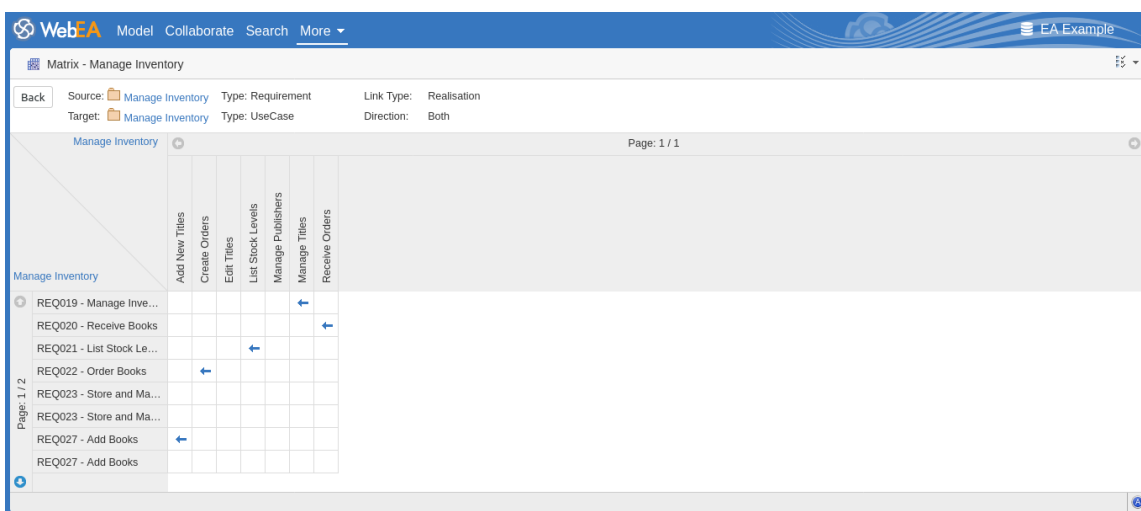 WebEA Model Collaborate Search More EA Example
Matrix - Manage Inventory
Back Source: Manage Inventory Type: Requirement Link Type: Realisation
Target: Manage Inventory Type: UseCase Direction: Both
Manage Inventory Page: 1 / 1
Add New Titles
Create Orders
Edit Titles
List Stock Levels
Manage Publishers
Manage Titles
Receive Orders
Manage Inventory
REQ019 - Manage Inve...
REQ020 - Receive Books
REQ021 - List Stock Le...
REQ022 - Order Books
REQ023 - Store and Ma...
REQ023 - Store and Ma...
REQ027 - Add Books
REQ027 - Add Books
Page: 1 / 2
A